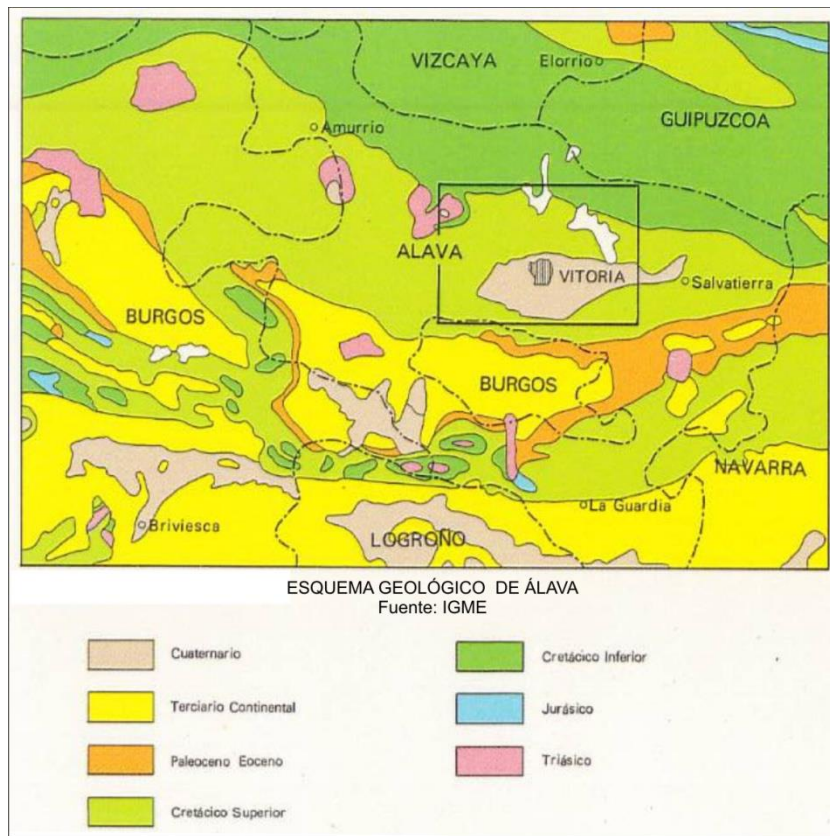 VIZCAYA
Elorrio
GUIPUZCOA
Amurrio
ALAVA
VITORIA
Salvatierra
BURGOS
BURGOS
NAVARRA
La Guardia
Briviesca
LOGROÑO
ESQUEMA GEOLÓGICO DE ÁLAVA
Fuente: IGME
Cuaternario
Terciario Continental
Paleoceno Eoceno
Cretácico Superior
Cretácico Inferior
Jurásico
Triásico